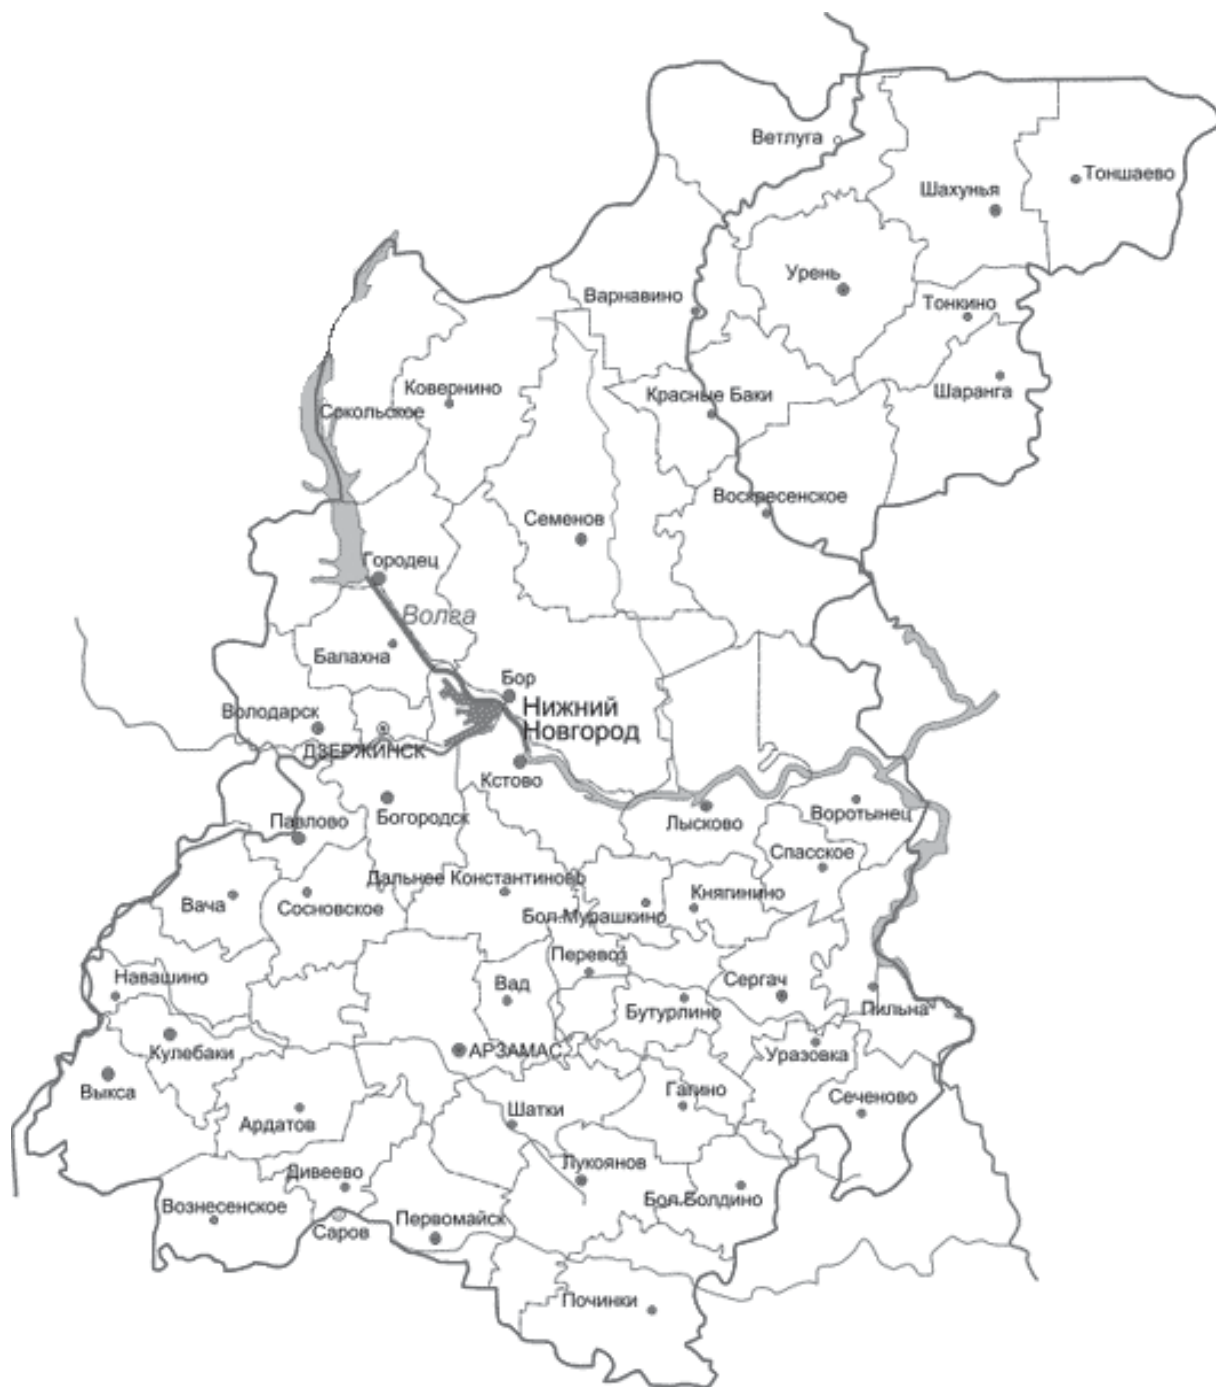 Ветлуга
Тоншаево
Шахунья
Урень
Варнавино
Тонкино
Ковернино
Красные Баки
Шаранга
Сокольское
Воскресенское
Семенов
Городец
Волга
Балахна
Бор
Нижний
Новгород
Володарск
ДЗЕРЖИНСК
Кстово
Павлово
Богородск
Лысково
Воротынец
Спасское
Дальнее Константиново
Вача
Сосновское
Бол.Мурашкино
Княгинино
Перевоз
Навашино
Вад
Сергач
Бутурлино
Пильна
Кулебаки
АРЗАМАС
Уразовка
Выкса
Гагино
Сеченово
Ардатов
Шатки
Дивеево
Лукоянов
Бол.Болдино
Вознесенское
Саров
Первомайск
Починки